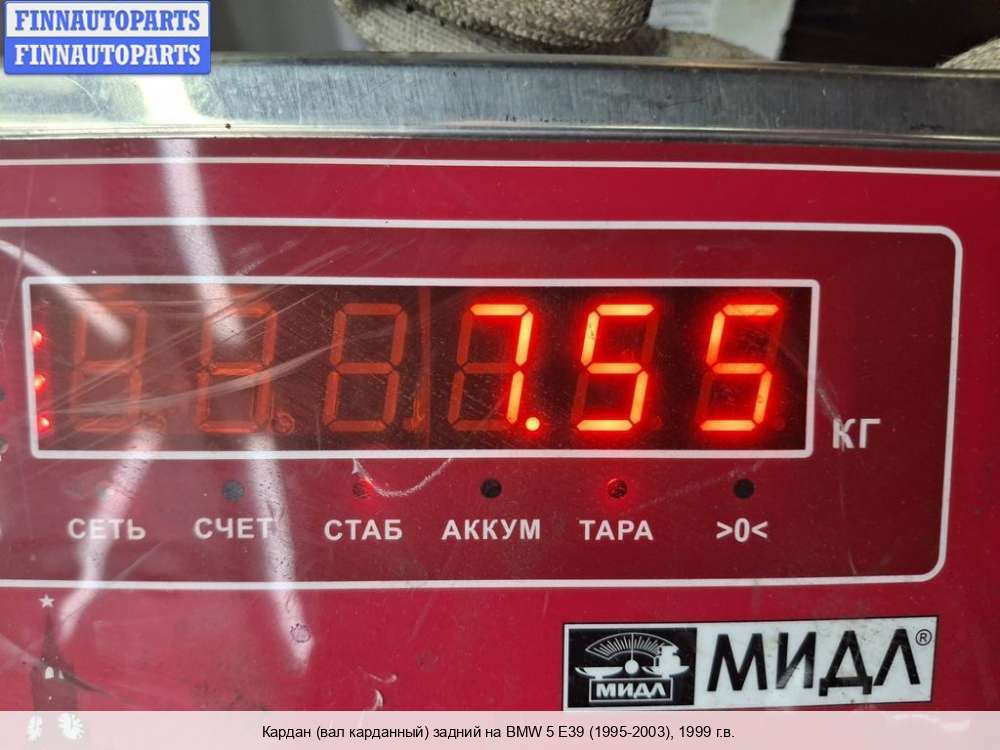 FINNAUTOPARTS
FINNAUTOPARTS
7.55
КГ
СЕТЬ СЧЕТ СТАБ АККУМ ТАРА >0<
МИДЛ МИДЛ®
Кардан (вал карданный) задний на BMW 5 E39 (1995-2003), 1999 г.в.